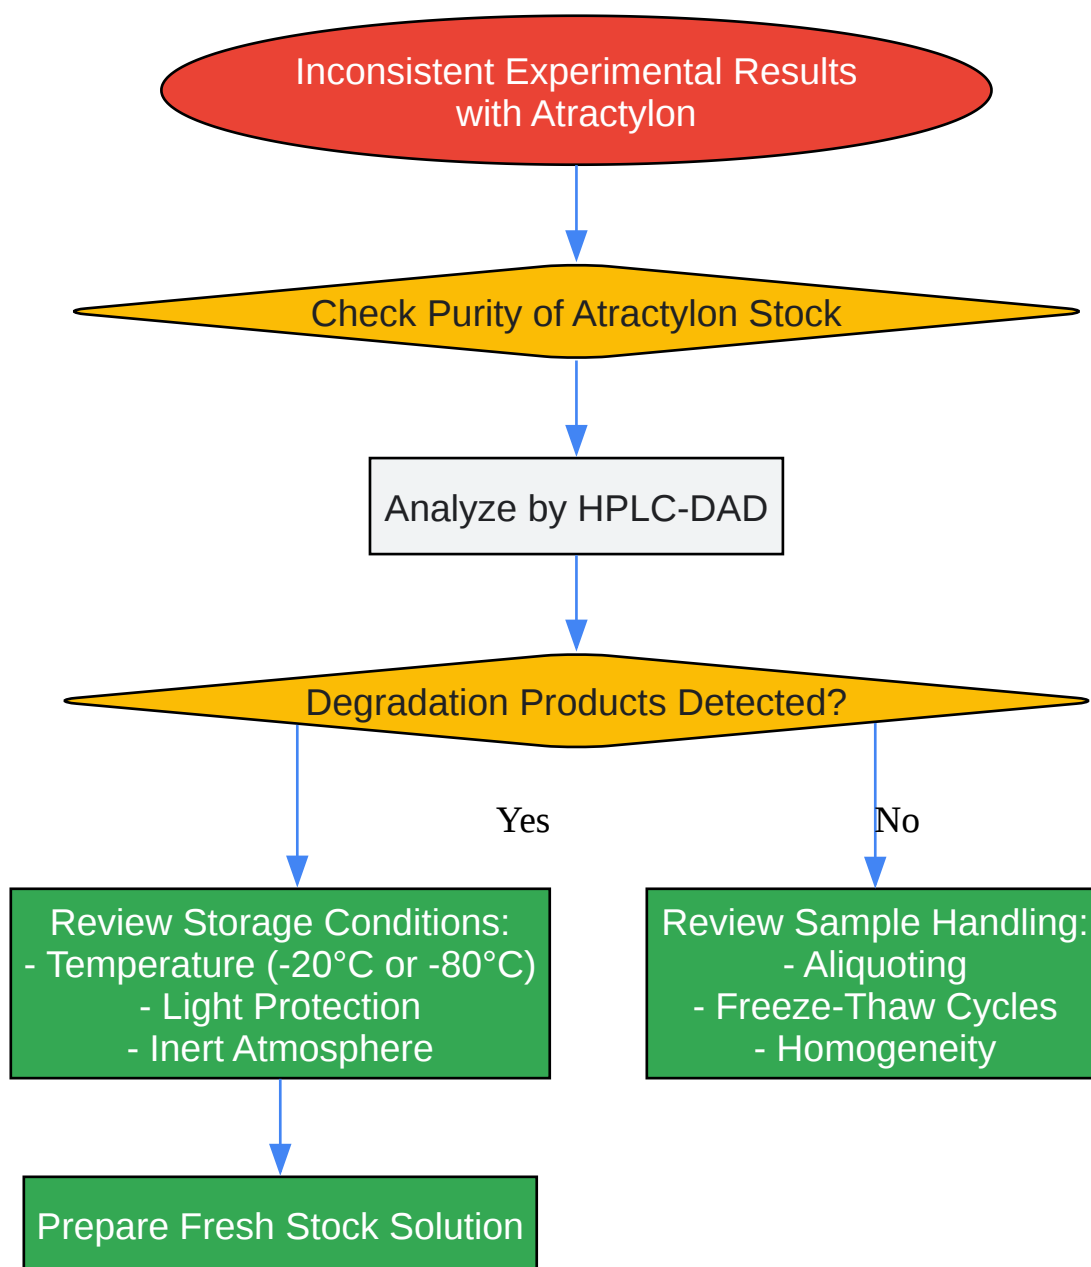 Inconsistent Experimental Results
with Atractylon
Check Purity of Atractylon Stock
Analyze by HPLC-DAD
Degradation Products Detected?
Yes
No
Review Storage Conditions:
- Temperature (-20°C or -80°C)
- Light Protection
- Inert Atmosphere
Review Sample Handling:
- Aliquoting
- Freeze-Thaw Cycles
- Homogeneity
Prepare Fresh Stock Solution